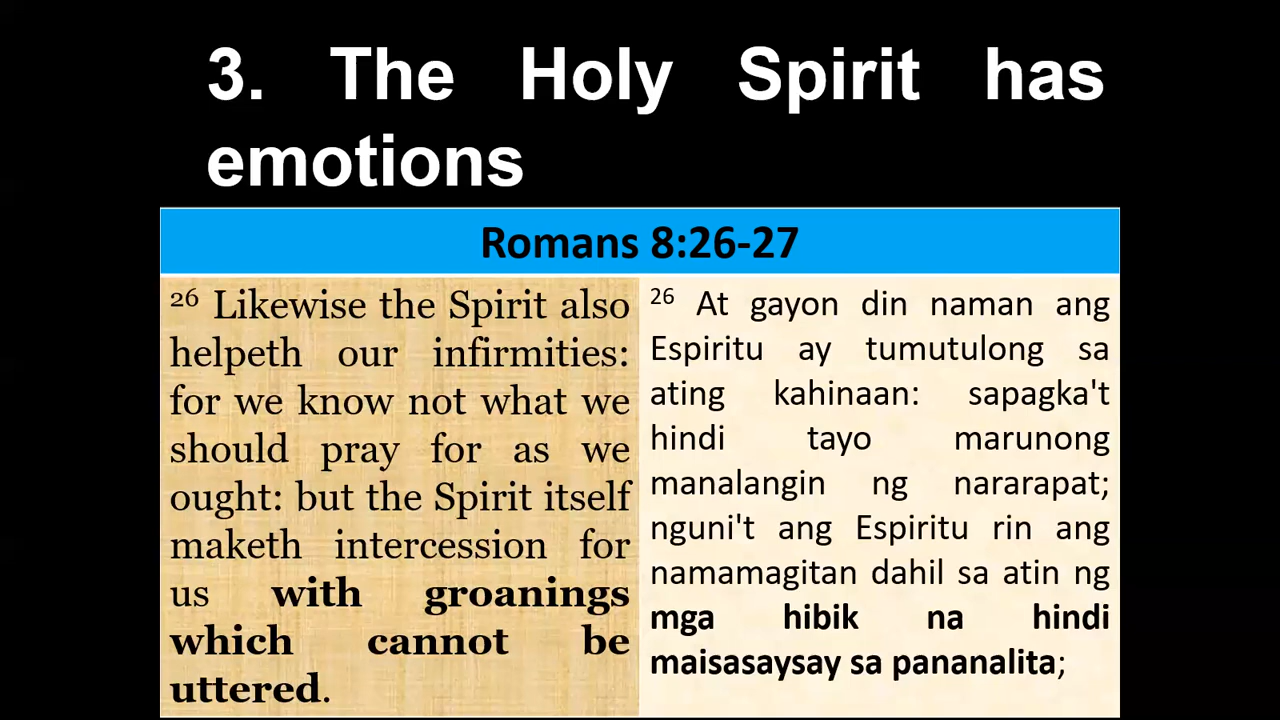 3. The Holy Spirit has
emotions
Romans 8:26-27
26 Likewise the Spirit also
helpeth our infirmities:
for we know not what we
should pray for as we
ought: but the Spirit itself
maketh intercession for
us with groanings
which cannot be
uttered.
26 At gayon din naman ang
Espiritu ay tumutulong sa
ating kahinaan: sapagka't
hindi tayo marunong
manalangin ng nararapat;
nguni't ang Espiritu rin ang
namamagitan dahil sa atin ng
mga hibik na hindi
maisasaysay sa pananalita;